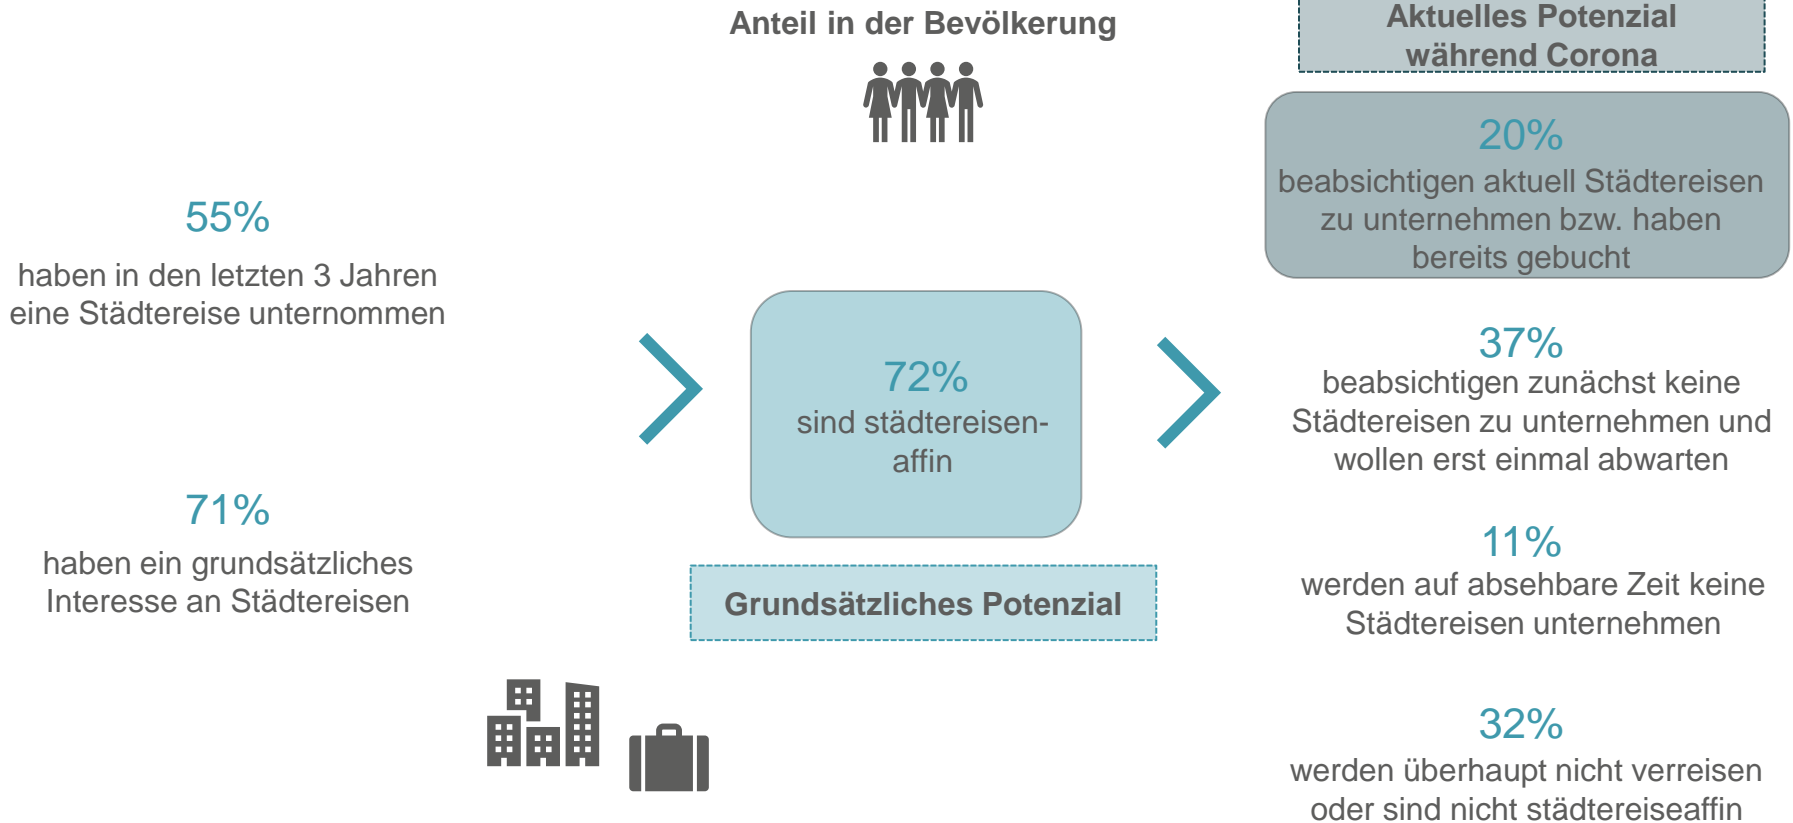 Anteil in der Bevölkerung
55%
haben in den letzten 3 Jahren
eine Städtereise unternommen
71%
haben ein grundsätzliches
Interesse an Städtereisen
72%
sind städtereisen-
affin
Grundsätzliches Potenzial
Aktuelles Potenzial
während Corona
20%
beabsichtigen aktuell Städtereisen
zu unternehmen bzw. haben
bereits gebucht
37%
beabsichtigen zunächst keine
Städtereisen zu unternehmen und
wollen erst einmal abwarten
11%
werden auf absehbare Zeit keine
Städtereisen unternehmen
32%
werden überhaupt nicht verreisen
oder sind nicht städtereiseaffin